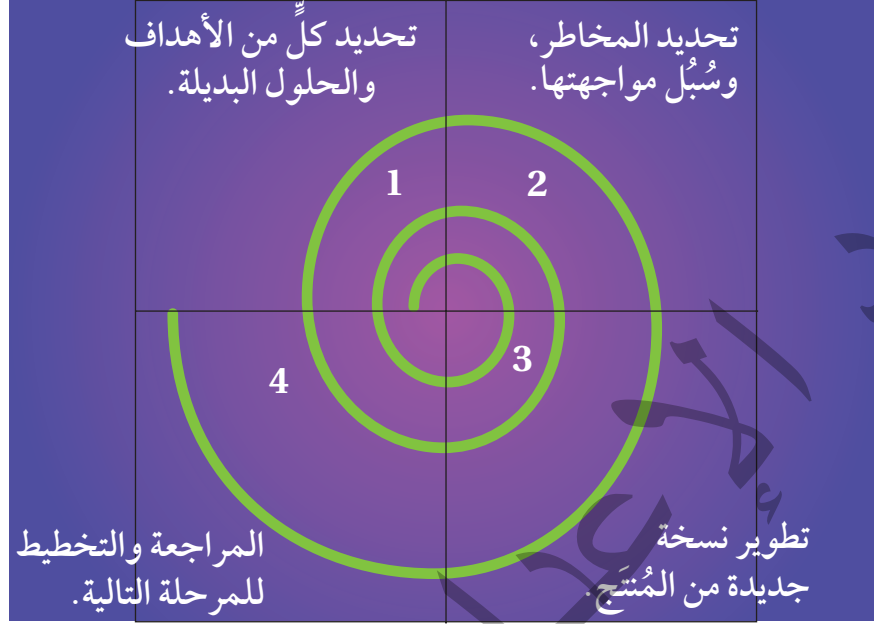 تحديد المخاطر،
وسُبُل مواجهتها.
تحديد كلٍّ من الأهداف
والحلول البديلة.
1
2
3
4
تطوير نسخة
جديدة من المُنتَج.
المراجعة والتخطيط
للمرحلة التالية.